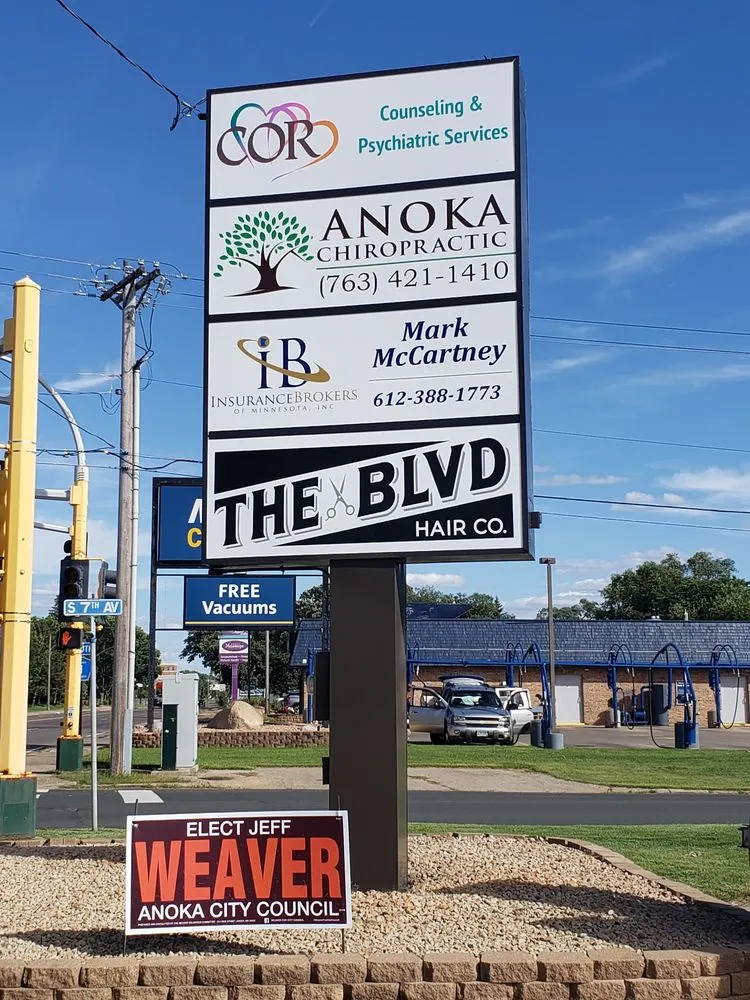 COR
Counseling &
Psychiatric Services
ANOKA
CHIROPRACTIC
(763) 421-1410
iB
INSURANCEBROKERS
OF MINNESOTA, INC.
Mark
McCartney
612-388-1773
THE BLVD
HAIR CO.
FREE
Vacuums
S 7TH AV
ELECT JEFF
WEAVER
ANOKA CITY COUNCIL